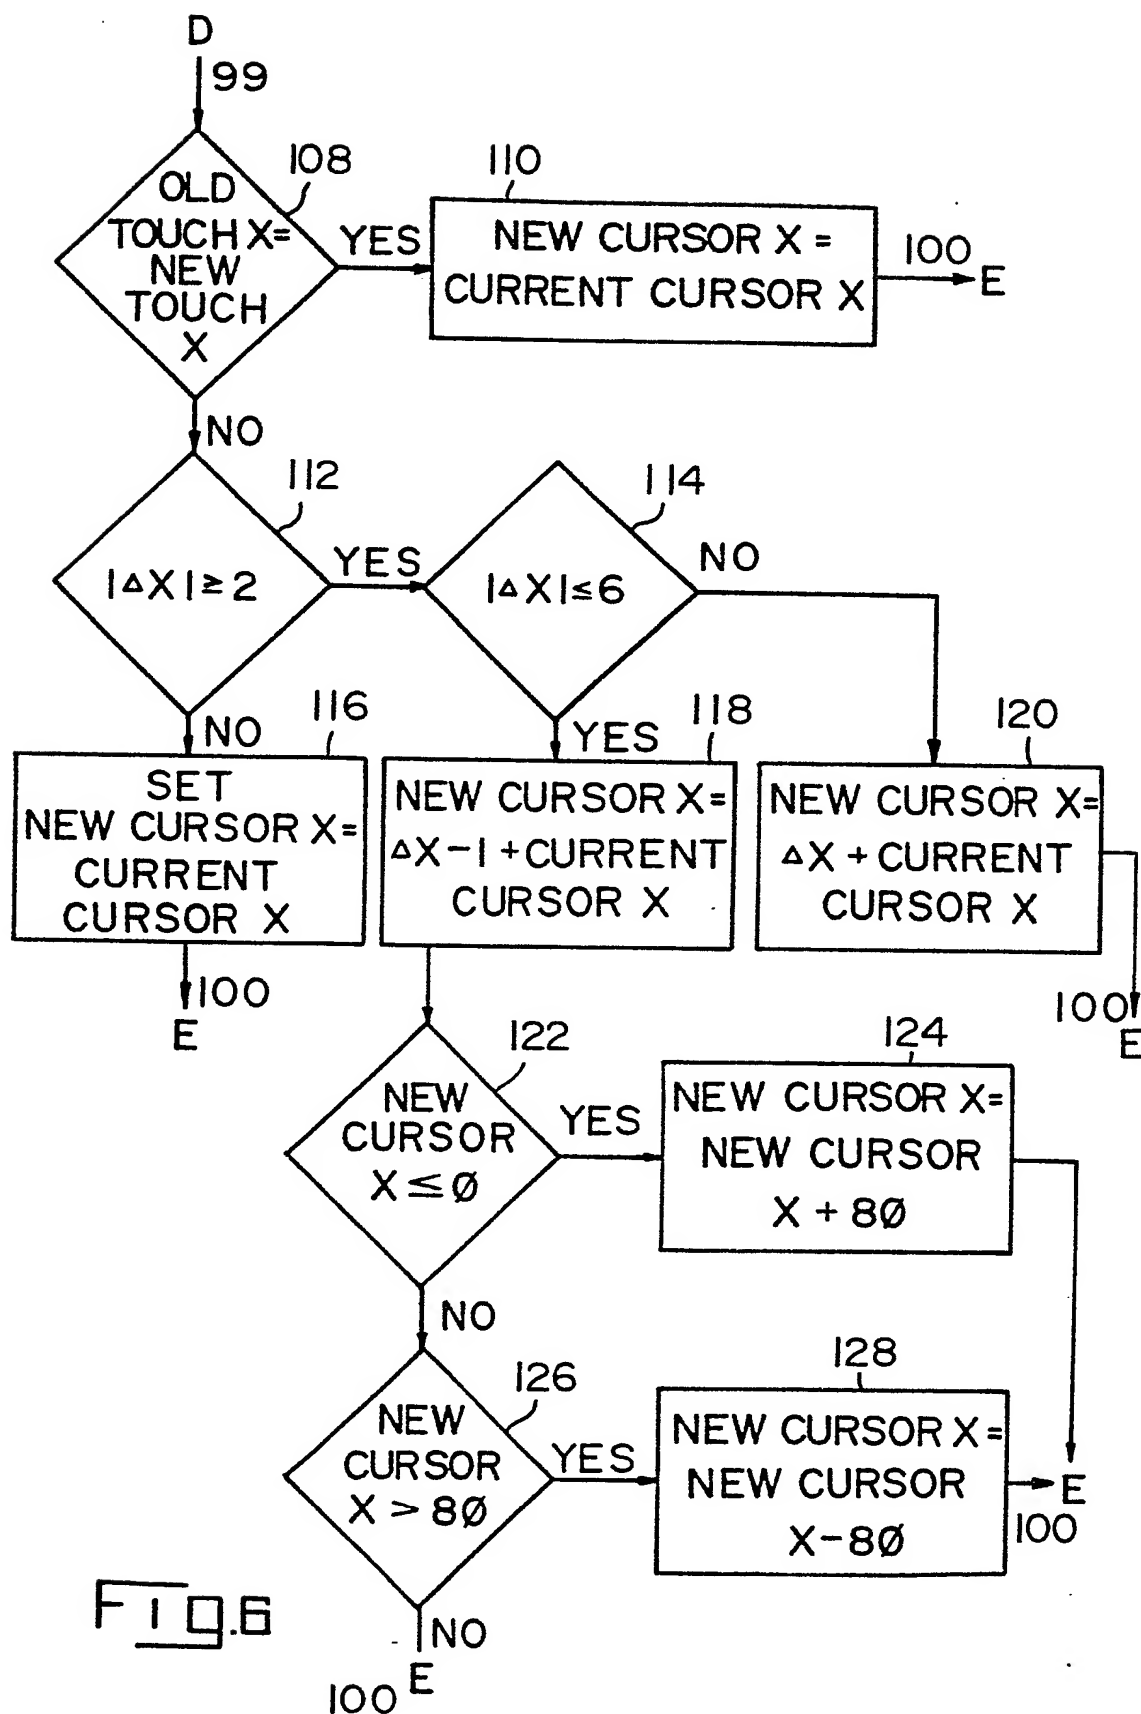 D
99
108
OLD
TOUCH X=
NEW
TOUCH
X
YES
110
NEW CURSOR X =
CURRENT CURSOR X
100
E
NO
112
|ΔX|≥2
YES
114
|ΔX|≤6
NO
NO
116
SET
NEW CURSOR X=
CURRENT
CURSOR X
100
E
YES
118
NEW CURSOR X=
ΔX-1+CURRENT
CURSOR X
120
NEW CURSOR X=
ΔX + CURRENT
CURSOR X
100
E
122
NEW
CURSOR
X ≤ Ø
YES
124
NEW CURSOR X=
NEW CURSOR
X + 8Ø
NO
126
NEW
CURSOR
X > 8Ø
YES
128
NEW CURSOR X=
NEW CURSOR
X-8Ø
E
100
NO
100 E
Fig.6